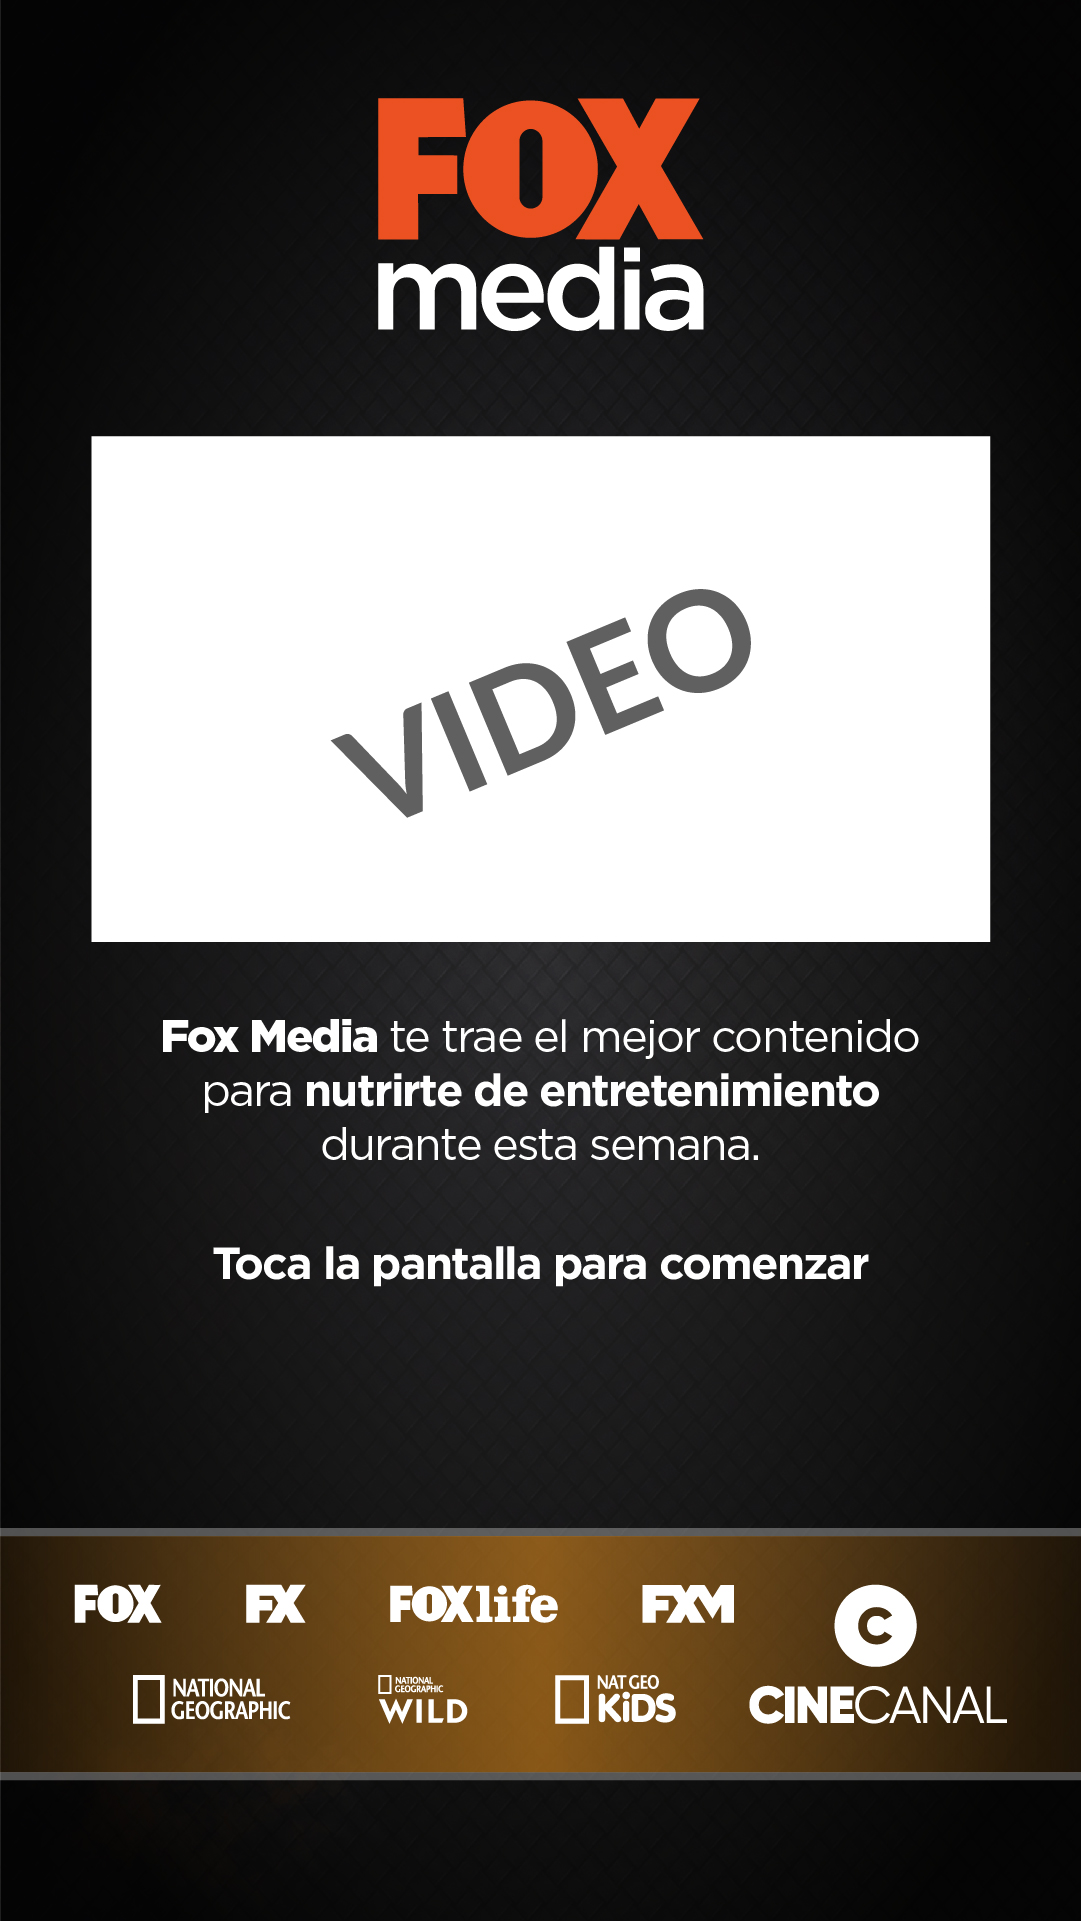 FOX
media
VIDEO
Fox Media te trae el mejor contenido
para nutrirte de entretenimiento
durante esta semana.
Toca la pantalla para comenzar
FOX FX FOXlife FXM C
NATIONAL
GEOGRAPHIC
NATIONAL
GEOGRAPHIC
WILD
NAT GEO
KiDS
CINECANAL